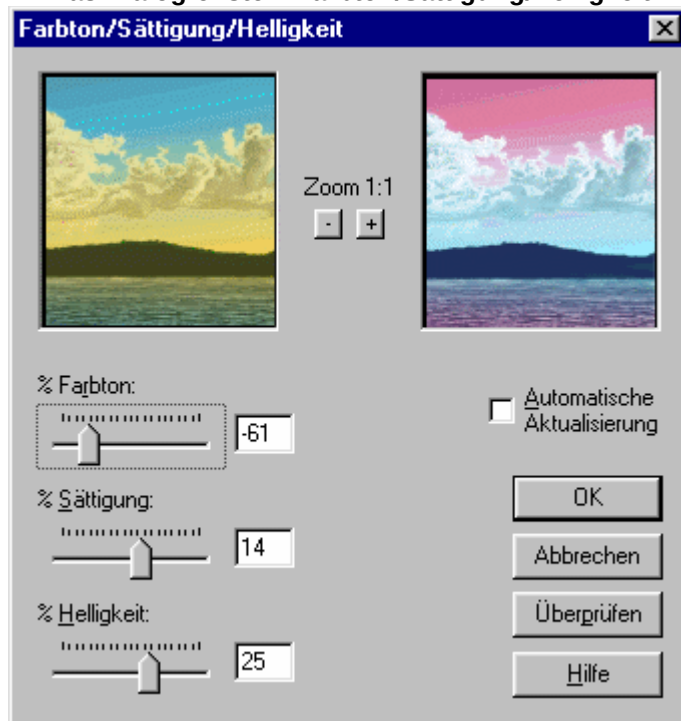 Farbton/Sättigung/Helligkeit
Zoom 1:1
- +
% Farbton:
-61
Automatische
Aktualisierung
% Sättigung:
14
OK
Abbrechen
% Helligkeit:
25
Überprüfen
Hilfe